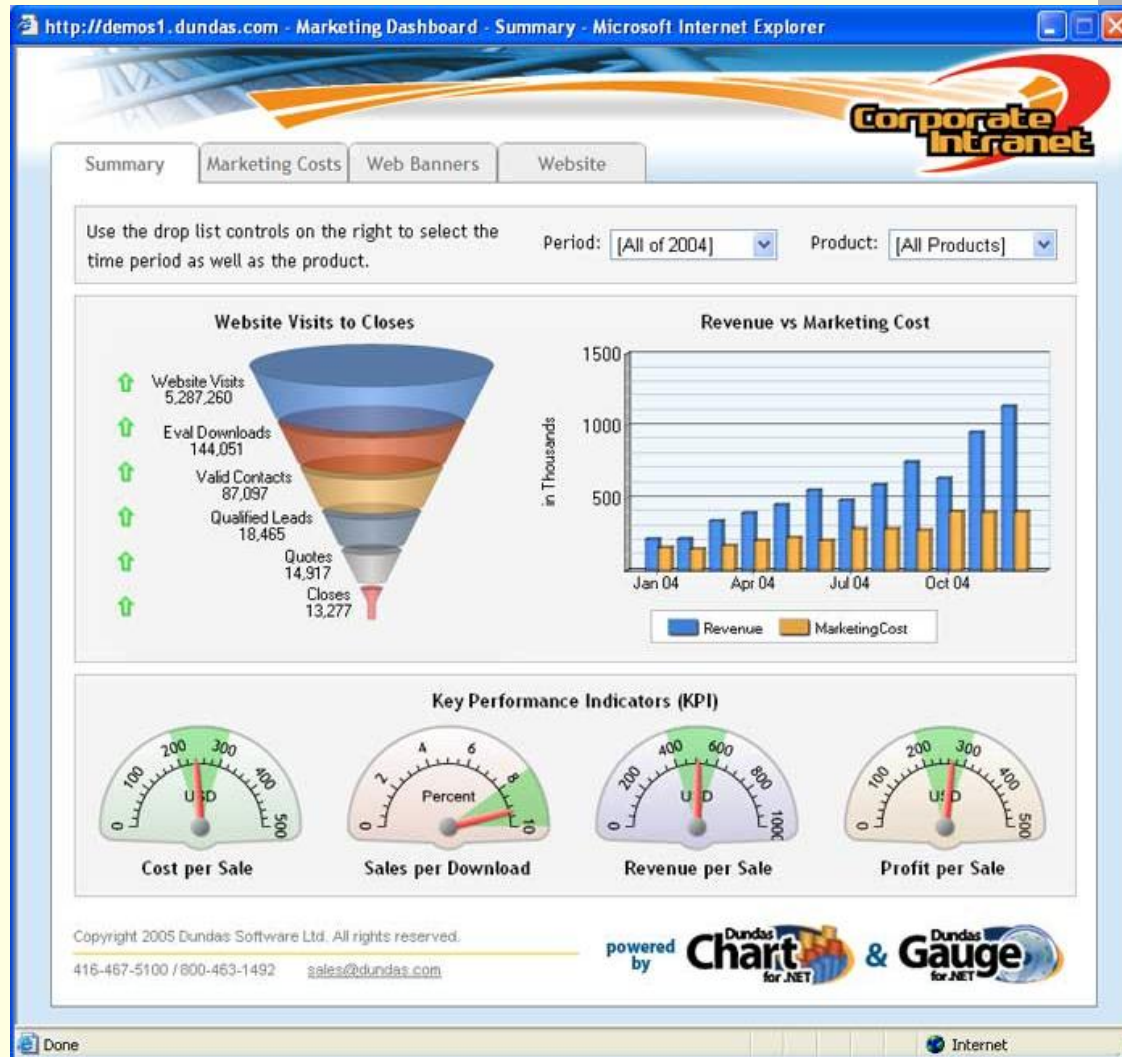 http://demos1.dundas.com - Marketing Dashboard - Summary - Microsoft Internet Explorer
Corporate
Intranet
Summary
Marketing Costs
Web Banners
Website
Use the drop list controls on the right to select the
time period as well as the product.
Period:
[All of 2004]
Product:
[All Products]
Website Visits to Closes
Website Visits
5,287,260
Eval Downloads
144,051
Valid Contacts
87,097
Qualified Leads
18,465
Quotes
14,917
Closes
13,277
Revenue vs Marketing Cost
in Thousands
1500
1000
500
Jan 04
Apr 04
Jul 04
Oct 04
Revenue
MarketingCost
Key Performance Indicators (KPI)
0 100 200 300 400 500
USD
Cost per Sale
0 2 4 6 8 10
Percent
Sales per Download
0 200 400 600 800 1000
USD
Revenue per Sale
0 100 200 300 400 500
USD
Profit per Sale
Copyright 2005 Dundas Software Ltd. All rights reserved.
416-467-5100 / 800-463-1492
sales@dundas.com
powered
by
Dundas
Chart
for .NET
&
Dundas
Gauge
for .NET
Done
Internet